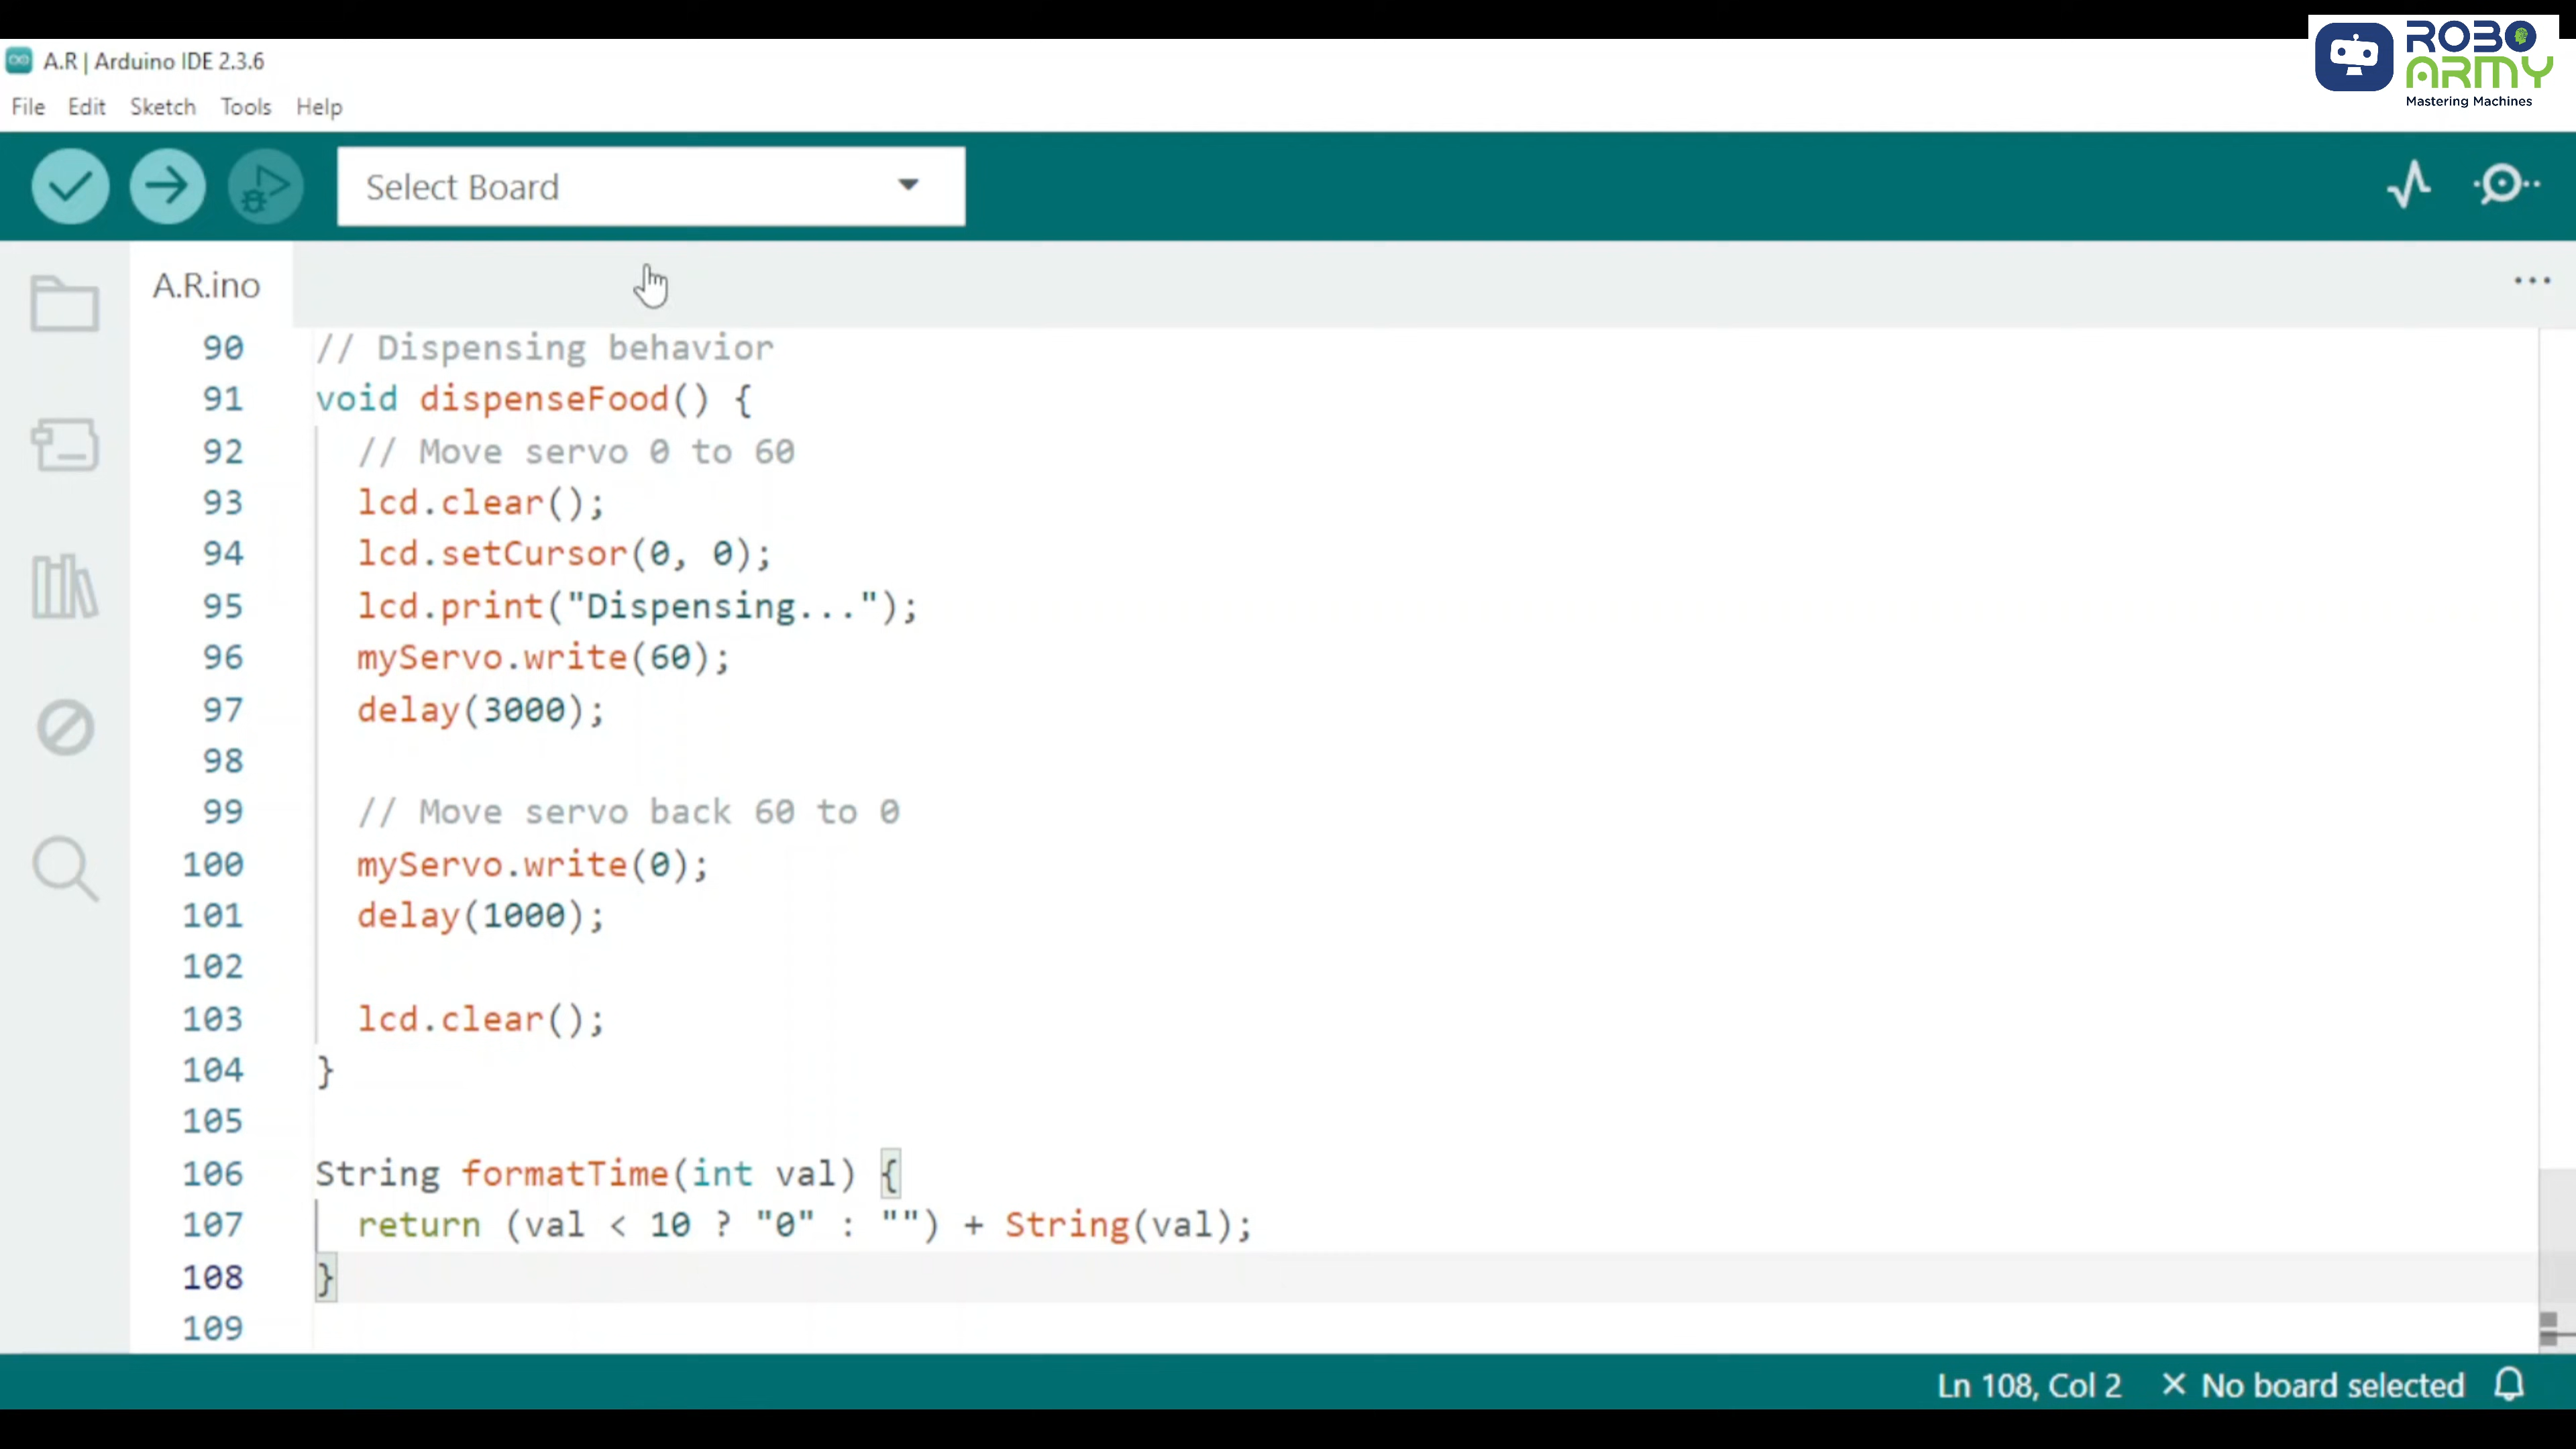 A.R | Arduino IDE 2.3.6
ROBO
ARMY
Mastering Machines
File Edit Sketch Tools Help
Select Board
A.R.ino
90 // Dispensing behavior
91 void dispenseFood() {
92 // Move servo 0 to 60
93 lcd.clear();
94 lcd.setCursor(0, 0);
95 lcd.print("Dispensing...");
96 myServo.write(60);
97 delay(3000);
98
99 // Move servo back 60 to 0
100 myServo.write(0);
101 delay(1000);
102
103 lcd.clear();
104 }
105
106 String formatTime(int val) {
107 return (val < 10 ? "0" : "") + String(val);
108 }
109
Ln 108, Col 2 × No board selected